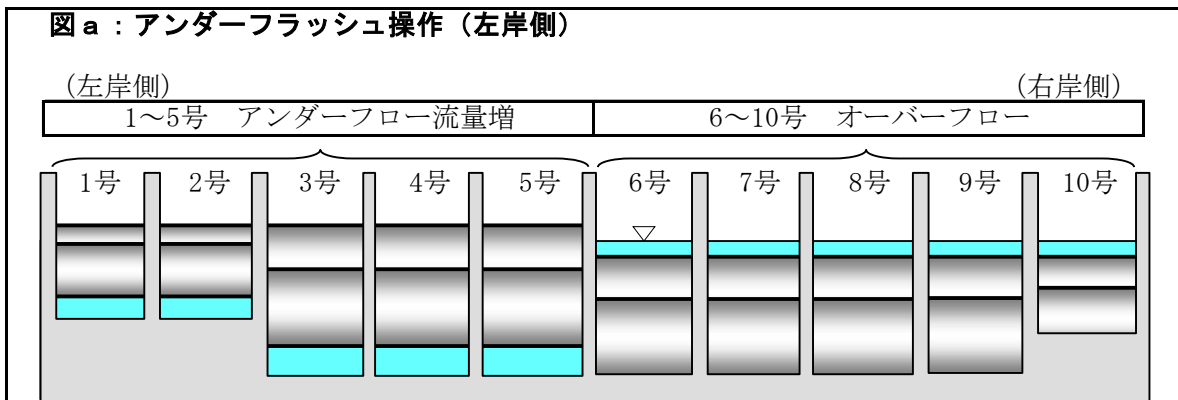 図a：アンダーフラッシュ操作（左岸側）
（左岸側） （右岸側）
1～5号　アンダーフロー流量増 6～10号　オーバーフロー
1号 2号 3号 4号 5号 6号 7号 8号 9号 10号